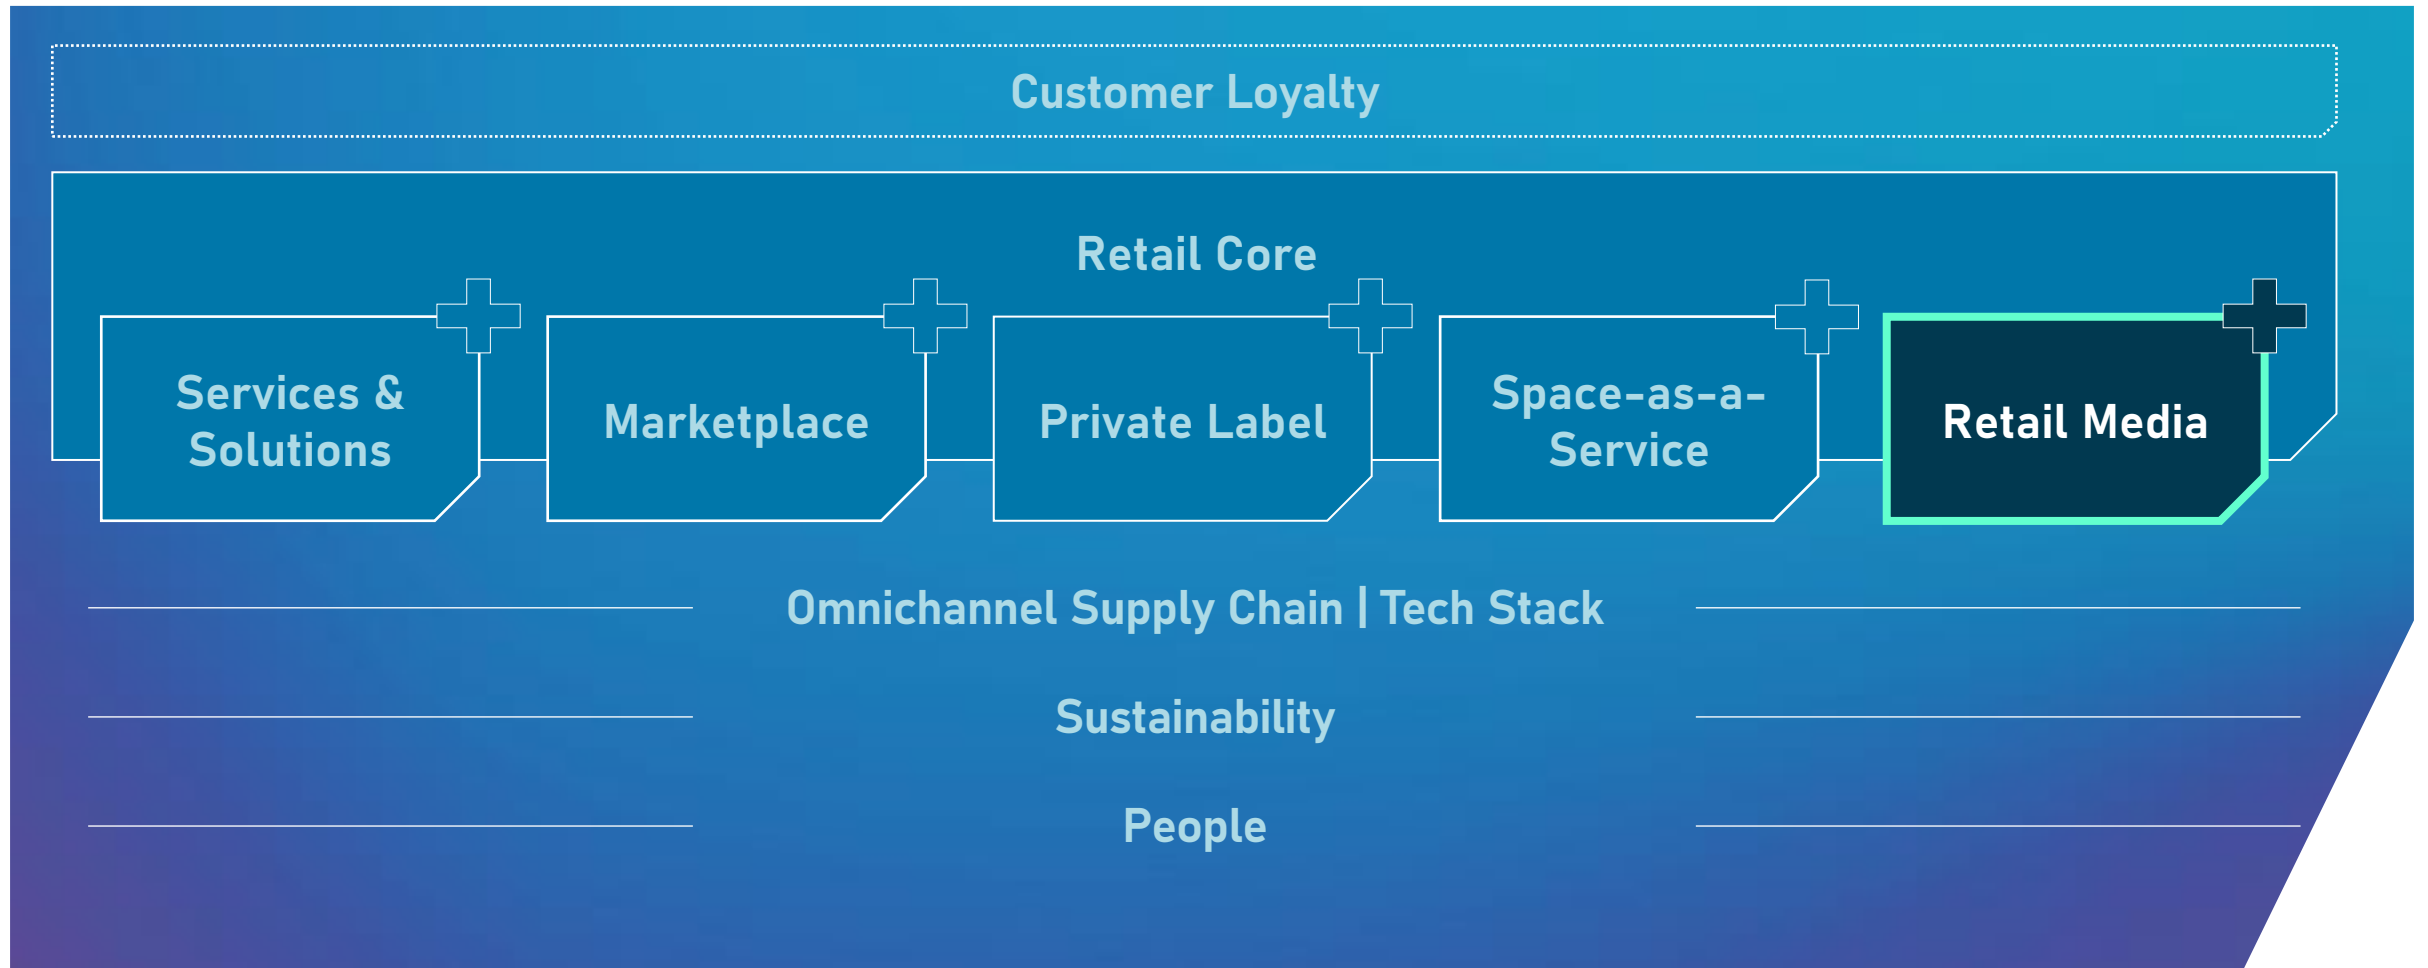 Customer Loyalty
Retail Core
Services &
Solutions
Marketplace
Private Label
Space-as-a-
Service
Retail Media
Omnichannel Supply Chain | Tech Stack
Sustainability
People